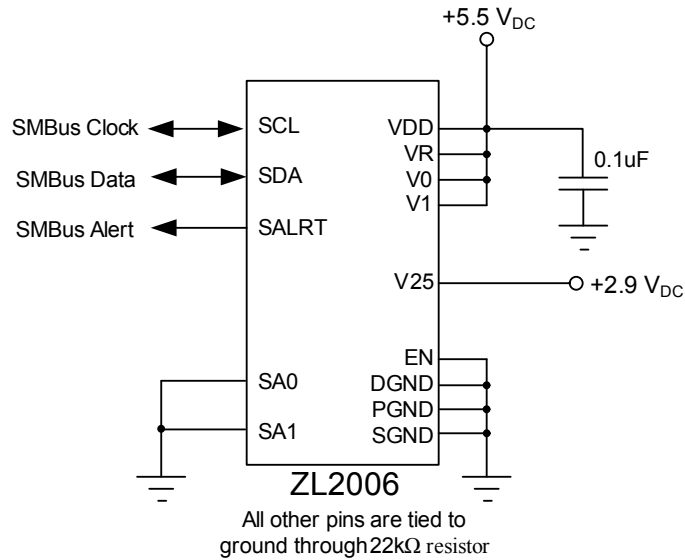 +5.5 VDC
SMBus Clock
SCL
VDD
VR
0.1uF
SMBus Data
SDA
V0
V1
SMBus Alert
SALRT
V25
+2.9 VDC
EN
SA0
DGND
PGND
SA1
SGND
ZL2006
All other pins are tied to
ground through 22kΩ resistor